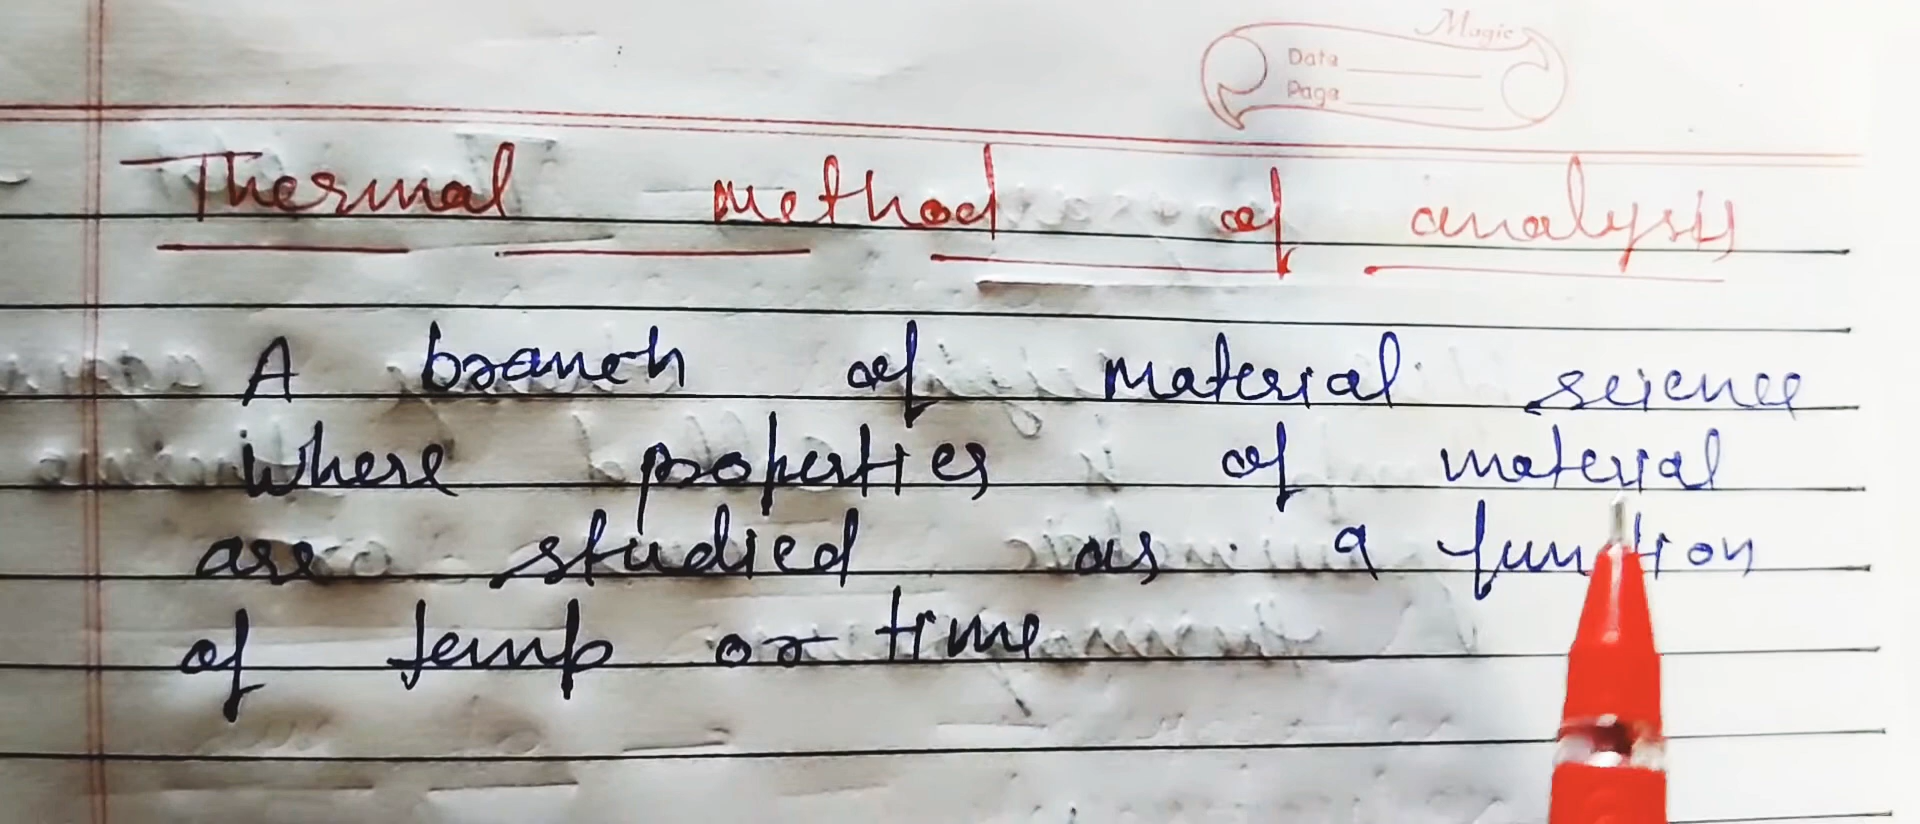 Magic
Date
Page
Thermal method of analysis
A branch of material science
where properties of material
are studied as a function
of temp or time